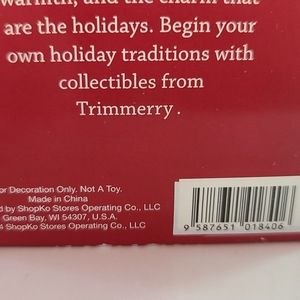 warmth, and the charm that
are the holidays. Begin your
own holiday traditions with
collectibles from
Trimmerry.
or Decoration Only. Not A Toy.
Made in China
d by ShopKo Stores Operating Co., LLC
Green Bay, WI 54307, U.S.A.
4 ShopKo Stores Operating Co., LLC
9 587651 018406